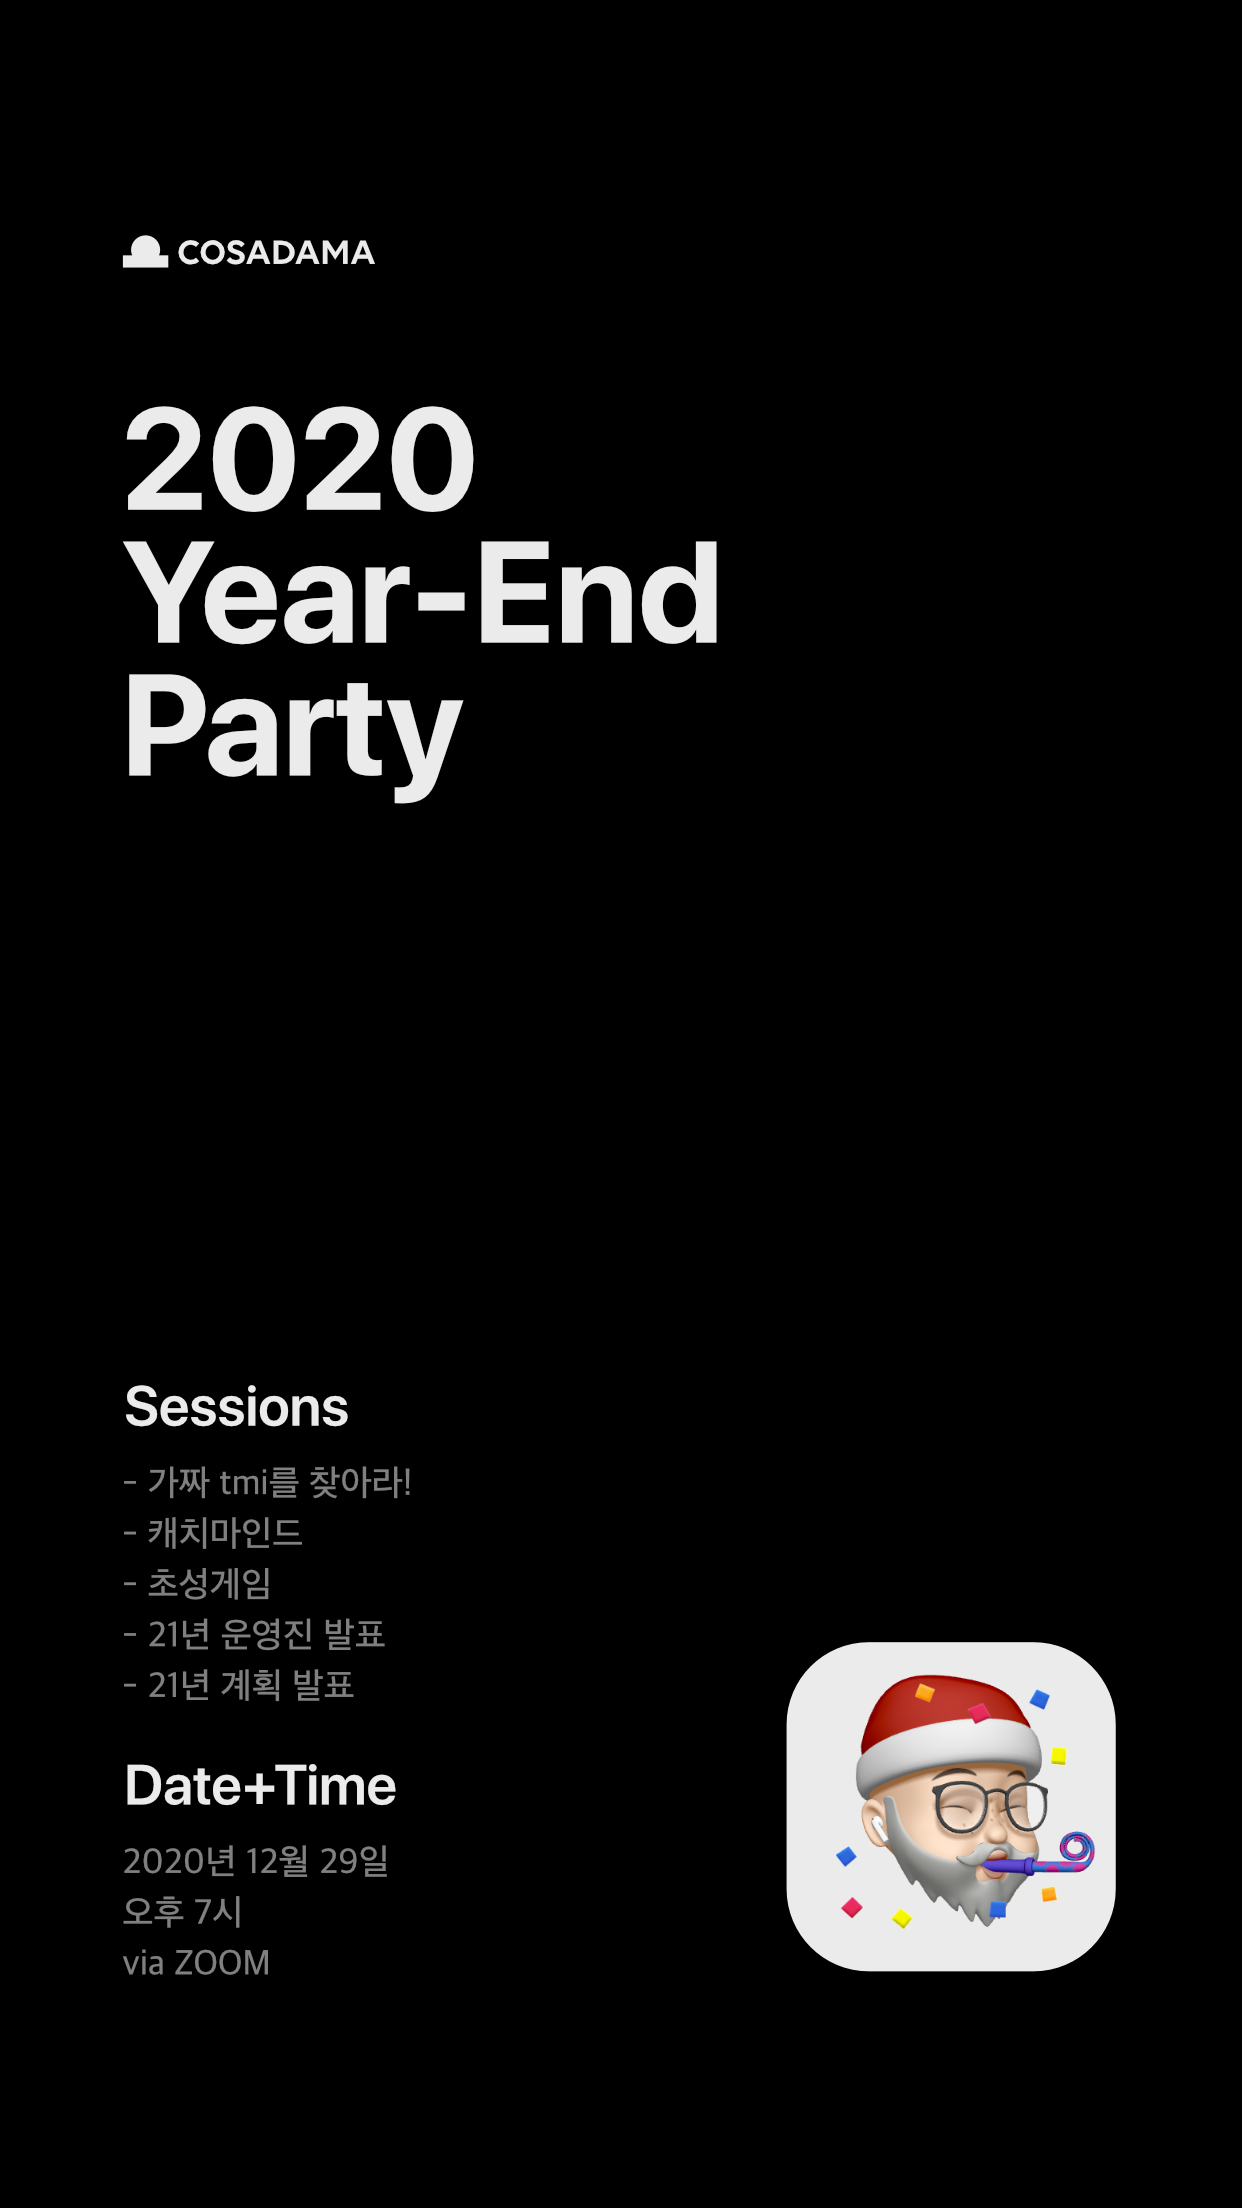 COSADAMA
2020
Year-End
Party
Sessions
- 가짜 tmi를 찾아라!
- 캐치마인드
- 초성게임
- 21년 운영진 발표
- 21년 계획 발표
Date+Time
2020년 12월 29일
오후 7시
via ZOOM